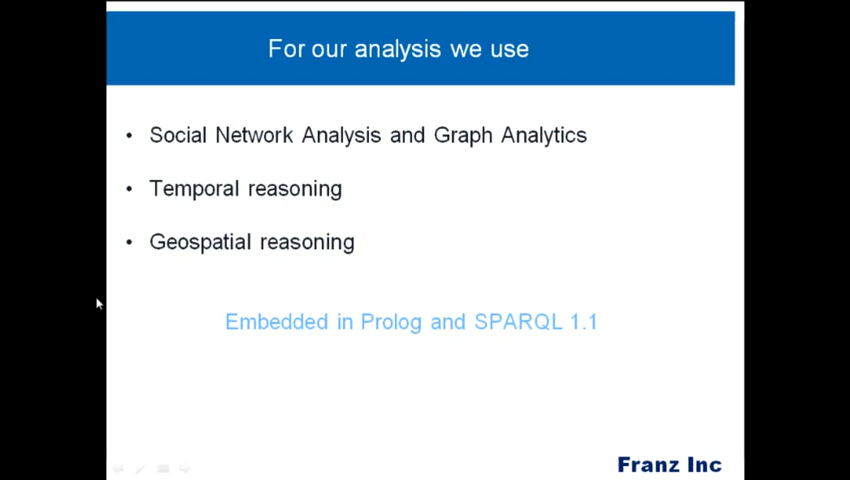 For our analysis we use
• Social Network Analysis and Graph Analytics
• Temporal reasoning
• Geospatial reasoning
Embedded in Prolog and SPARQL 1.1
Franz Inc